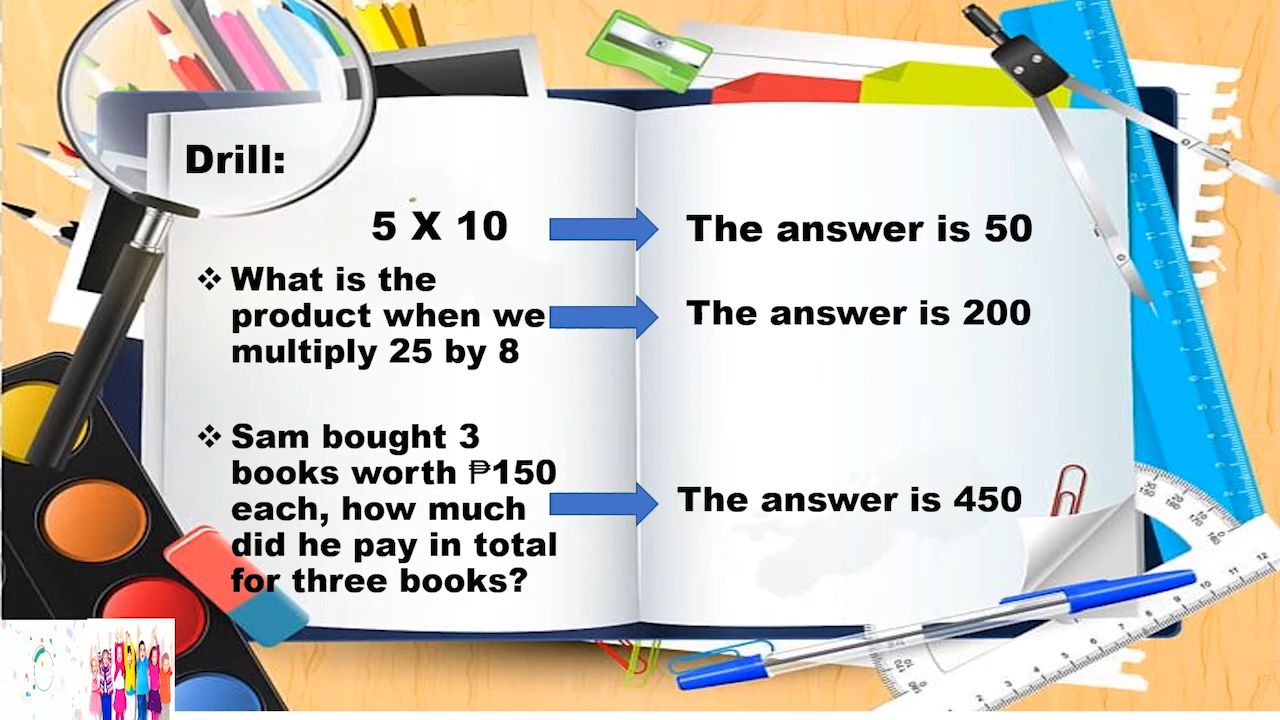 Drill:
5 X 10
The answer is 50
❖ What is the
product when we
multiply 25 by 8
The answer is 200
❖ Sam bought 3
books worth ₱150
each, how much
did he pay in total
for three books?
The answer is 450